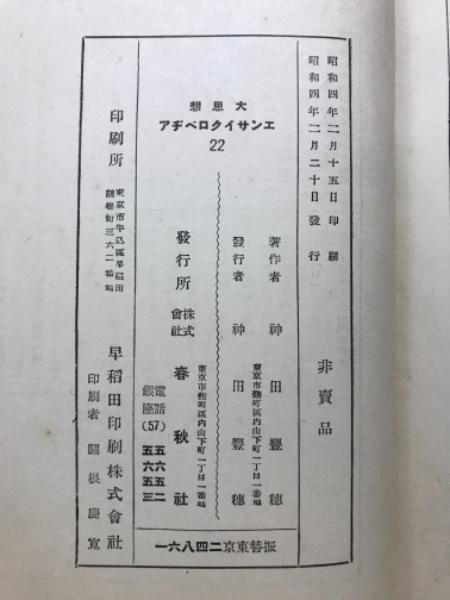 昭和四年二月十五日印刷
昭和四年二月二十日發行
非賣品
大思想
エンサイクロペヂア
22
著作者 神田豐穗
東京市麴町區內山下町一丁目一番地
發行者 神田豐穗
發行所 株式會社 春秋社
東京市麴町區內山下町一丁目一番地
電話銀座(57) 五六五二
五六五三
振替東京二四八六一
印刷所 早稻田印刷株式會社
東京市牛込區早稻田
鶴卷町三六二番地
印刷者 關根慶寬